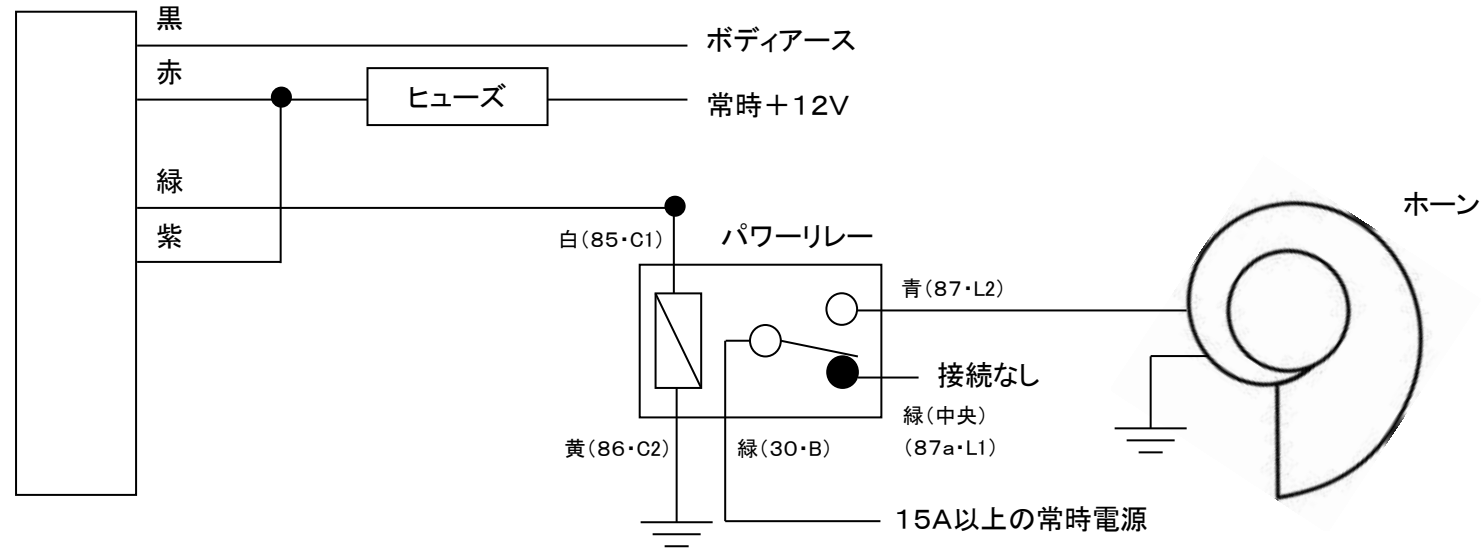 黒
ボディアース
赤
ヒューズ
常時＋１２Ｖ
緑
紫
ホーン
白（８５・Ｃ１）
パワーリレー
青（８７・Ｌ２）
接続なし
緑（中央）
（８７ａ・Ｌ１）
黄（８６・Ｃ２）
緑（３０・Ｂ）
１５Ａ以上の常時電源